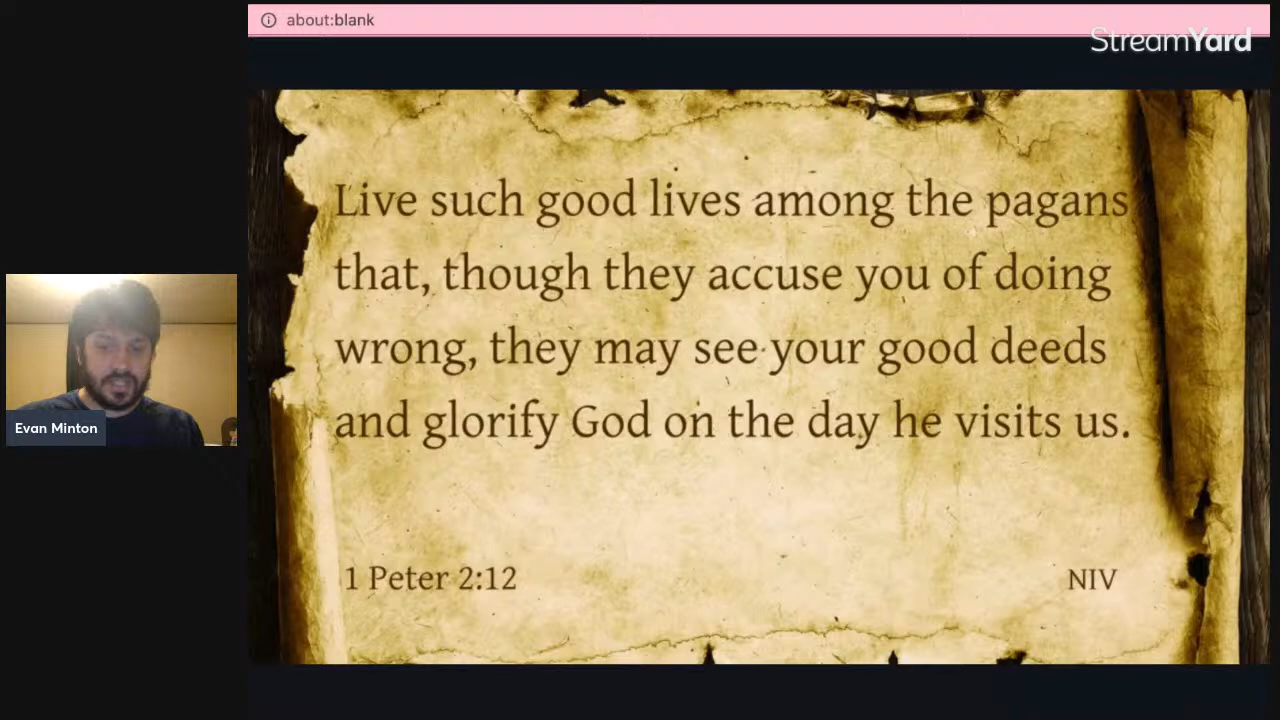 about:blank
StreamYard
Live such good lives among the pagans
that, though they accuse you of doing
wrong, they may see your good deeds
and glorify God on the day he visits us.
1 Peter 2:12
NIV
Evan Minton